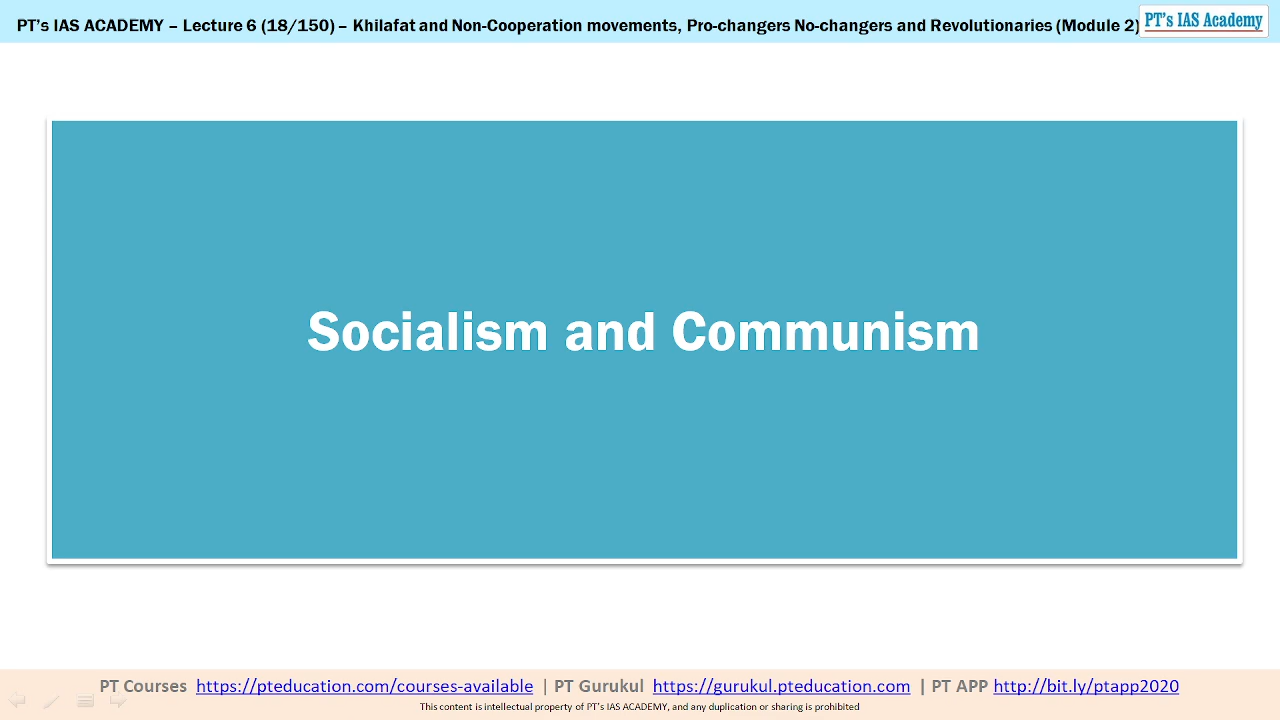 PT's IAS ACADEMY – Lecture 6 (18/150) – Khilafat and Non-Cooperation movements, Pro-changers No-changers and Revolutionaries (Module 2)
PT's IAS Academy
Socialism and Communism
PT Courses https://pteducation.com/courses-available | PT Gurukul https://gurukul.pteducation.com | PT APP http://bit.ly/ptapp2020
This content is intellectual property of PT's IAS ACADEMY, and any duplication or sharing is prohibited